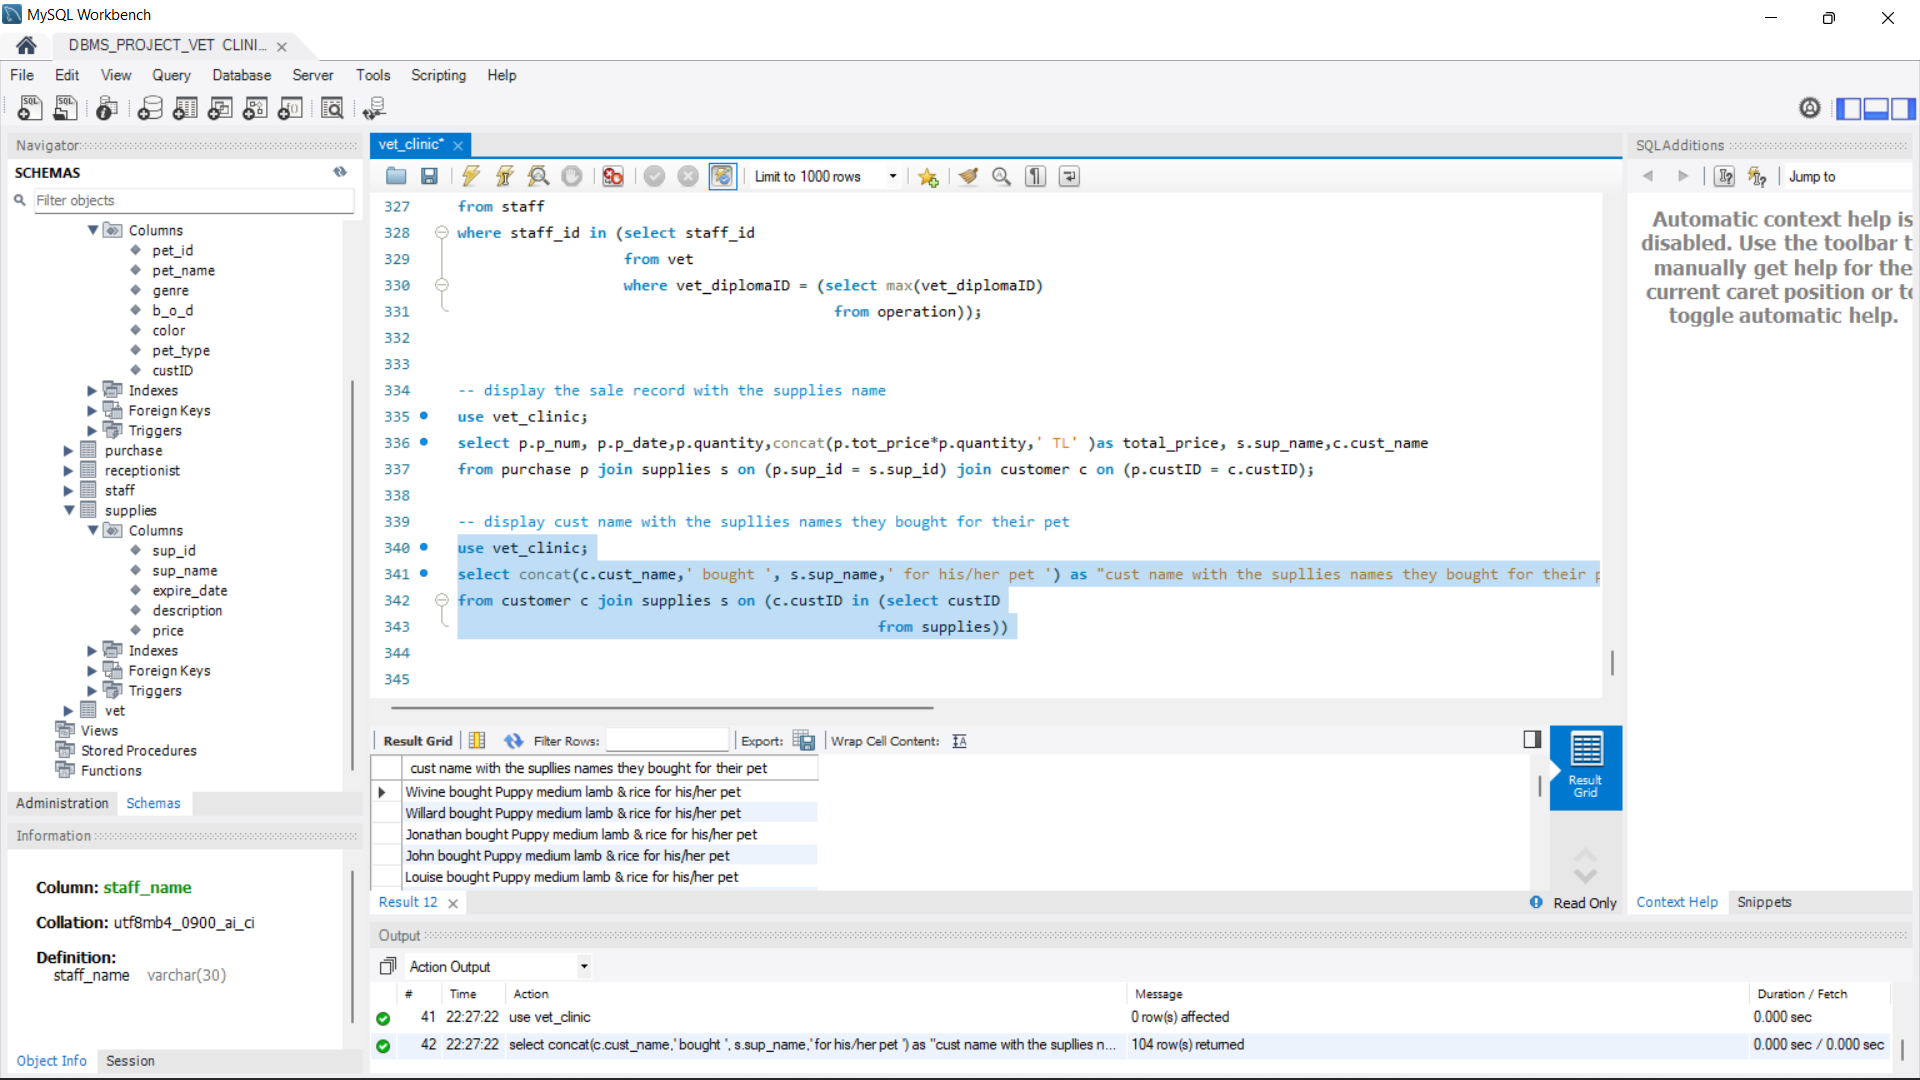 MySQL Workbench
DBMS_PROJECT_VET CLINI...
File Edit View Query Database Server Tools Scripting Help
Navigator
SCHEMAS
Filter objects
Columns
pet_id
pet_name
genre
b_o_d
color
pet_type
custID
Indexes
Foreign Keys
Triggers
purchase
receptionist
staff
supplies
Columns
sup_id
sup_name
expire_date
description
price
Indexes
Foreign Keys
Triggers
vet
Views
Stored Procedures
Functions
Administration Schemas
Information
Column: staff_name
Collation: utf8mb4_0900_ai_ci
Definition:
staff_name varchar(30)
Object Info Session
vet_clinic*
Limit to 1000 rows
327 from staff
328 where staff_id in (select staff_id
329 from vet
330 where vet_diplomaID = (select max(vet_diplomaID)
331 from operation));
332
333
334 -- display the sale record with the supplies name
335 use vet_clinic;
336 select p.p_num, p.p_date,p.quantity,concat(p.tot_price*p.quantity,' TL' )as total_price, s.sup_name,c.cust_name
337 from purchase p join supplies s on (p.sup_id = s.sup_id) join customer c on (p.custID = c.custID);
338
339 -- display cust name with the supllies names they bought for their pet
340 use vet_clinic;
341 select concat(c.cust_name,' bought ', s.sup_name,' for his/her pet ') as "cust name with the supllies names they bought for their p
342 from customer c join supplies s on (c.custID in (select custID
343 from supplies))
344
345
Result Grid Filter Rows: Export: Wrap Cell Content:
cust name with the supllies names they bought for their pet
Wivine bought Puppy medium lamb & rice for his/her pet
Willard bought Puppy medium lamb & rice for his/her pet
Jonathan bought Puppy medium lamb & rice for his/her pet
John bought Puppy medium lamb & rice for his/her pet
Louise bought Puppy medium lamb & rice for his/her pet
Result Grid
Result 12
Read Only
Output
Action Output
# Time Action Message Duration / Fetch
41 22:27:22 use vet_clinic 0 row(s) affected 0.000 sec
42 22:27:22 select concat(c.cust_name,' bought ', s.sup_name,' for his/her pet ') as "cust name with the supllies n... 104 row(s) returned 0.000 sec / 0.000 sec
SQLAdditions
Jump to
Automatic context help is
disabled. Use the toolbar t
manually get help for the
current caret position or to
toggle automatic help.
Context Help Snippets